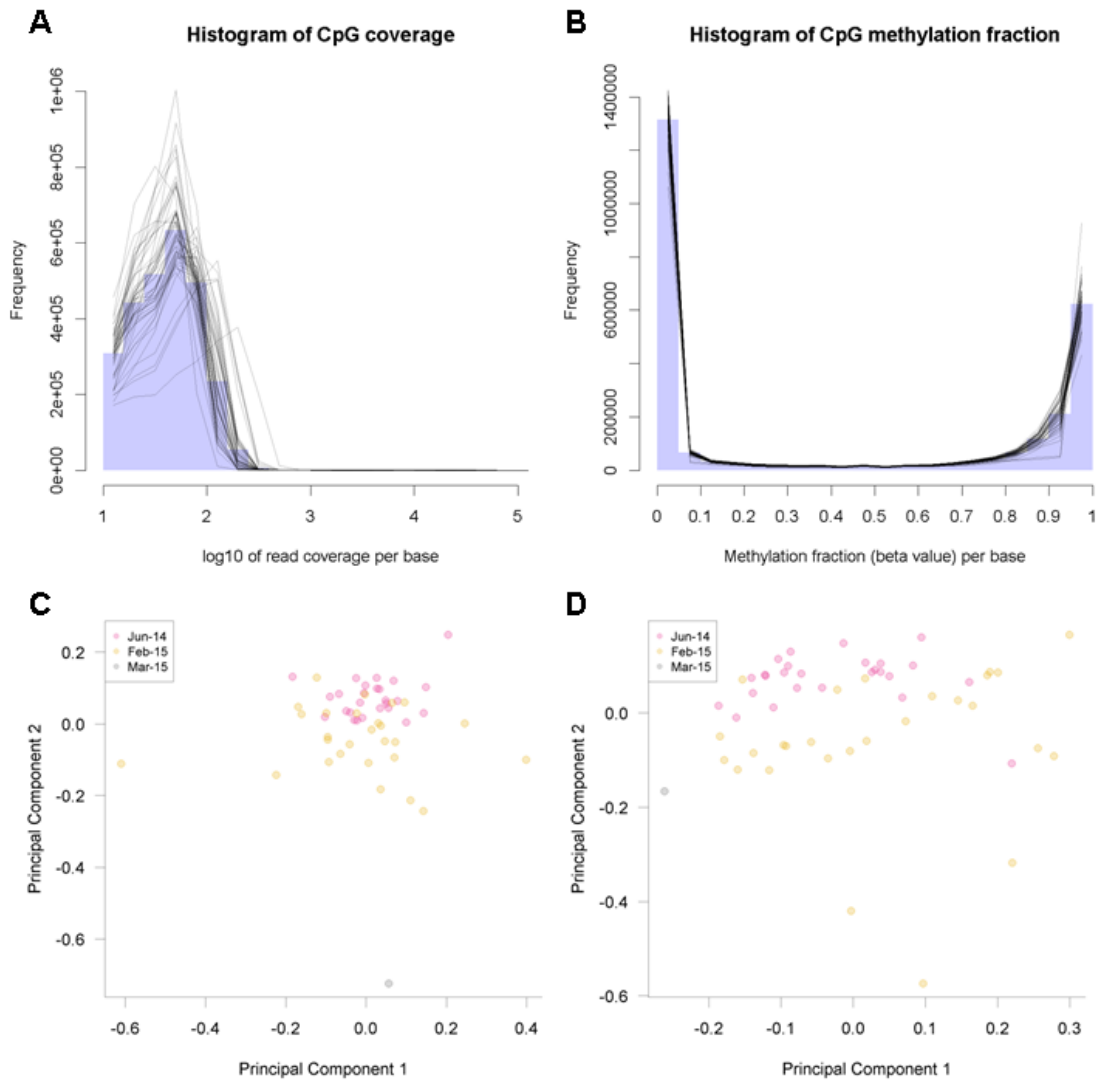 A
Histogram of CpG coverage
Frequency
0e+00
2e+05
4e+05
6e+05
8e+05
1e+06
1
2
3
4
5
log10 of read coverage per base
B
Histogram of CpG methylation fraction
Frequency
0
200000
600000
1000000
1400000
0
0.1
0.2
0.3
0.4
0.5
0.6
0.7
0.8
0.9
1
Methylation fraction (beta value) per base
C
Jun-14
Feb-15
Mar-15
Principal Component 2
0.2
0.0
-0.2
-0.4
-0.6
-0.6
-0.4
-0.2
0.0
0.2
0.4
Principal Component 1
D
Jun-14
Feb-15
Mar-15
Principal Component 2
0.0
-0.2
-0.4
-0.6
-0.2
-0.1
0.0
0.1
0.2
0.3
Principal Component 1